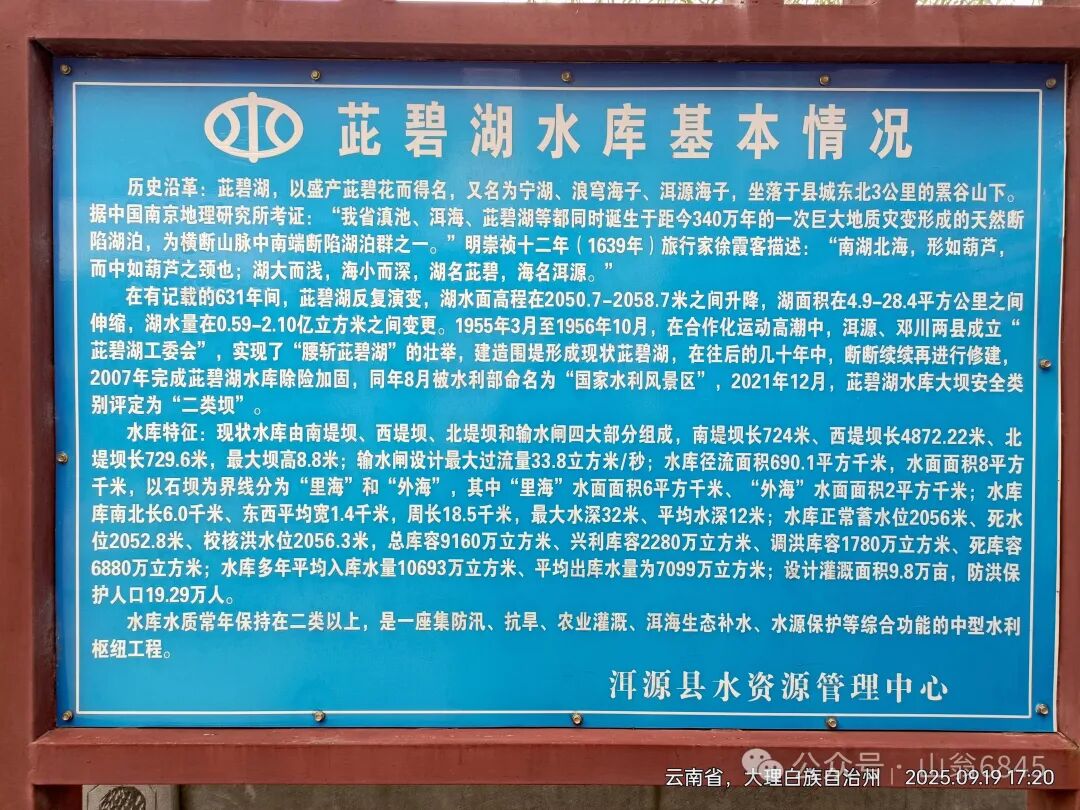 茈碧湖水库基本情况
历史沿革：茈碧湖，以盛产茈碧花而得名，又名为宁湖、浪穹海子、洱源海子，坐落于县城东北3公里的罴谷山下。
据中国南京地理研究所考证：“我省滇池、洱海、茈碧湖等都同时诞生于距今340万年的一次巨大地质灾变形成的天然断
陷湖泊，为横断山脉中南端断陷湖泊群之一。”明崇祯十二年（1639年）旅行家徐霞客描述：“南湖北海，形如葫芦，
而中如葫芦之颈也；湖大而浅，海小而深，湖名茈碧，海名洱源。”
在有记载的631年间，茈碧湖反复演变，湖水面高程在2050.7-2058.7米之间升降，湖面积在4.9-28.4平方公里之间
伸缩，湖水量在0.59-2.10亿立方米之间变更。1955年3月至1956年10月，在合作化运动高潮中，洱源、邓川两县成立“
茈碧湖工委会”，实现了“腰斩茈碧湖”的壮举，建造围堤形成现状茈碧湖，在往后的几十年中，断断续续再进行修建，
2007年完成茈碧湖水库除险加固，同年8月被水利部命名为“国家水利风景区”，2021年12月，茈碧湖水库大坝安全类
别评定为“二类坝”。
水库特征：现状水库由南堤坝、西堤坝、北堤坝和输水闸四大部分组成，南堤坝长724米、西堤坝长4872.22米、北
堤坝长729.6米，最大坝高8.8米；输水闸设计最大过流量33.8立方米/秒；水库径流面积690.1平方千米，水面面积8平方
千米，以石坝为界线分为“里海”和“外海”，其中“里海”水面面积6平方千米、“外海”水面面积2平方千米；水库
库南北长6.0千米、东西平均宽1.4千米，周长18.5千米，最大水深32米、平均水深12米；水库正常蓄水位2056米、死水
位2052.8米、校核洪水位2056.3米，总库容9160万立方米、兴利库容2280万立方米、调洪库容1780万立方米、死库容
6880万立方米；水库多年平均入库水量10693万立方米、平均出库水量为7099万立方米；设计灌溉面积9.8万亩，防洪保
护人口19.29万人。
水库水质常年保持在二类以上，是一座集防汛、抗旱、农业灌溉、洱海生态补水、水源保护等综合功能的中型水利
枢纽工程。
洱源县水资源管理中心
公众号·山翁6845
云南省，大理白族自治州 | 2025.09.19 17:20